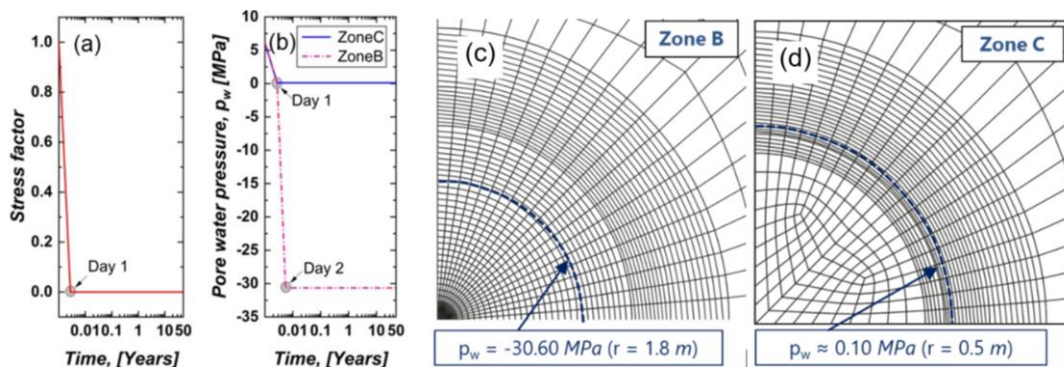 (a)
Stress factor
1.0
0.8
0.6
0.4
0.2
0.0
Day 1
0.01 0.1 1 10 50
Time, [Years]
(b)
Pore water pressure, p_w [MPa]
10
5
0
-5
-10
-15
-20
-25
-30
-35
ZoneC
ZoneB
Day 1
Day 2
0.01 0.1 1 10 50
Time, [Years]
(c)
Zone B
p_w = -30.60 MPa (r = 1.8 m)
(d)
Zone C
p_w ≈ 0.10 MPa (r = 0.5 m)